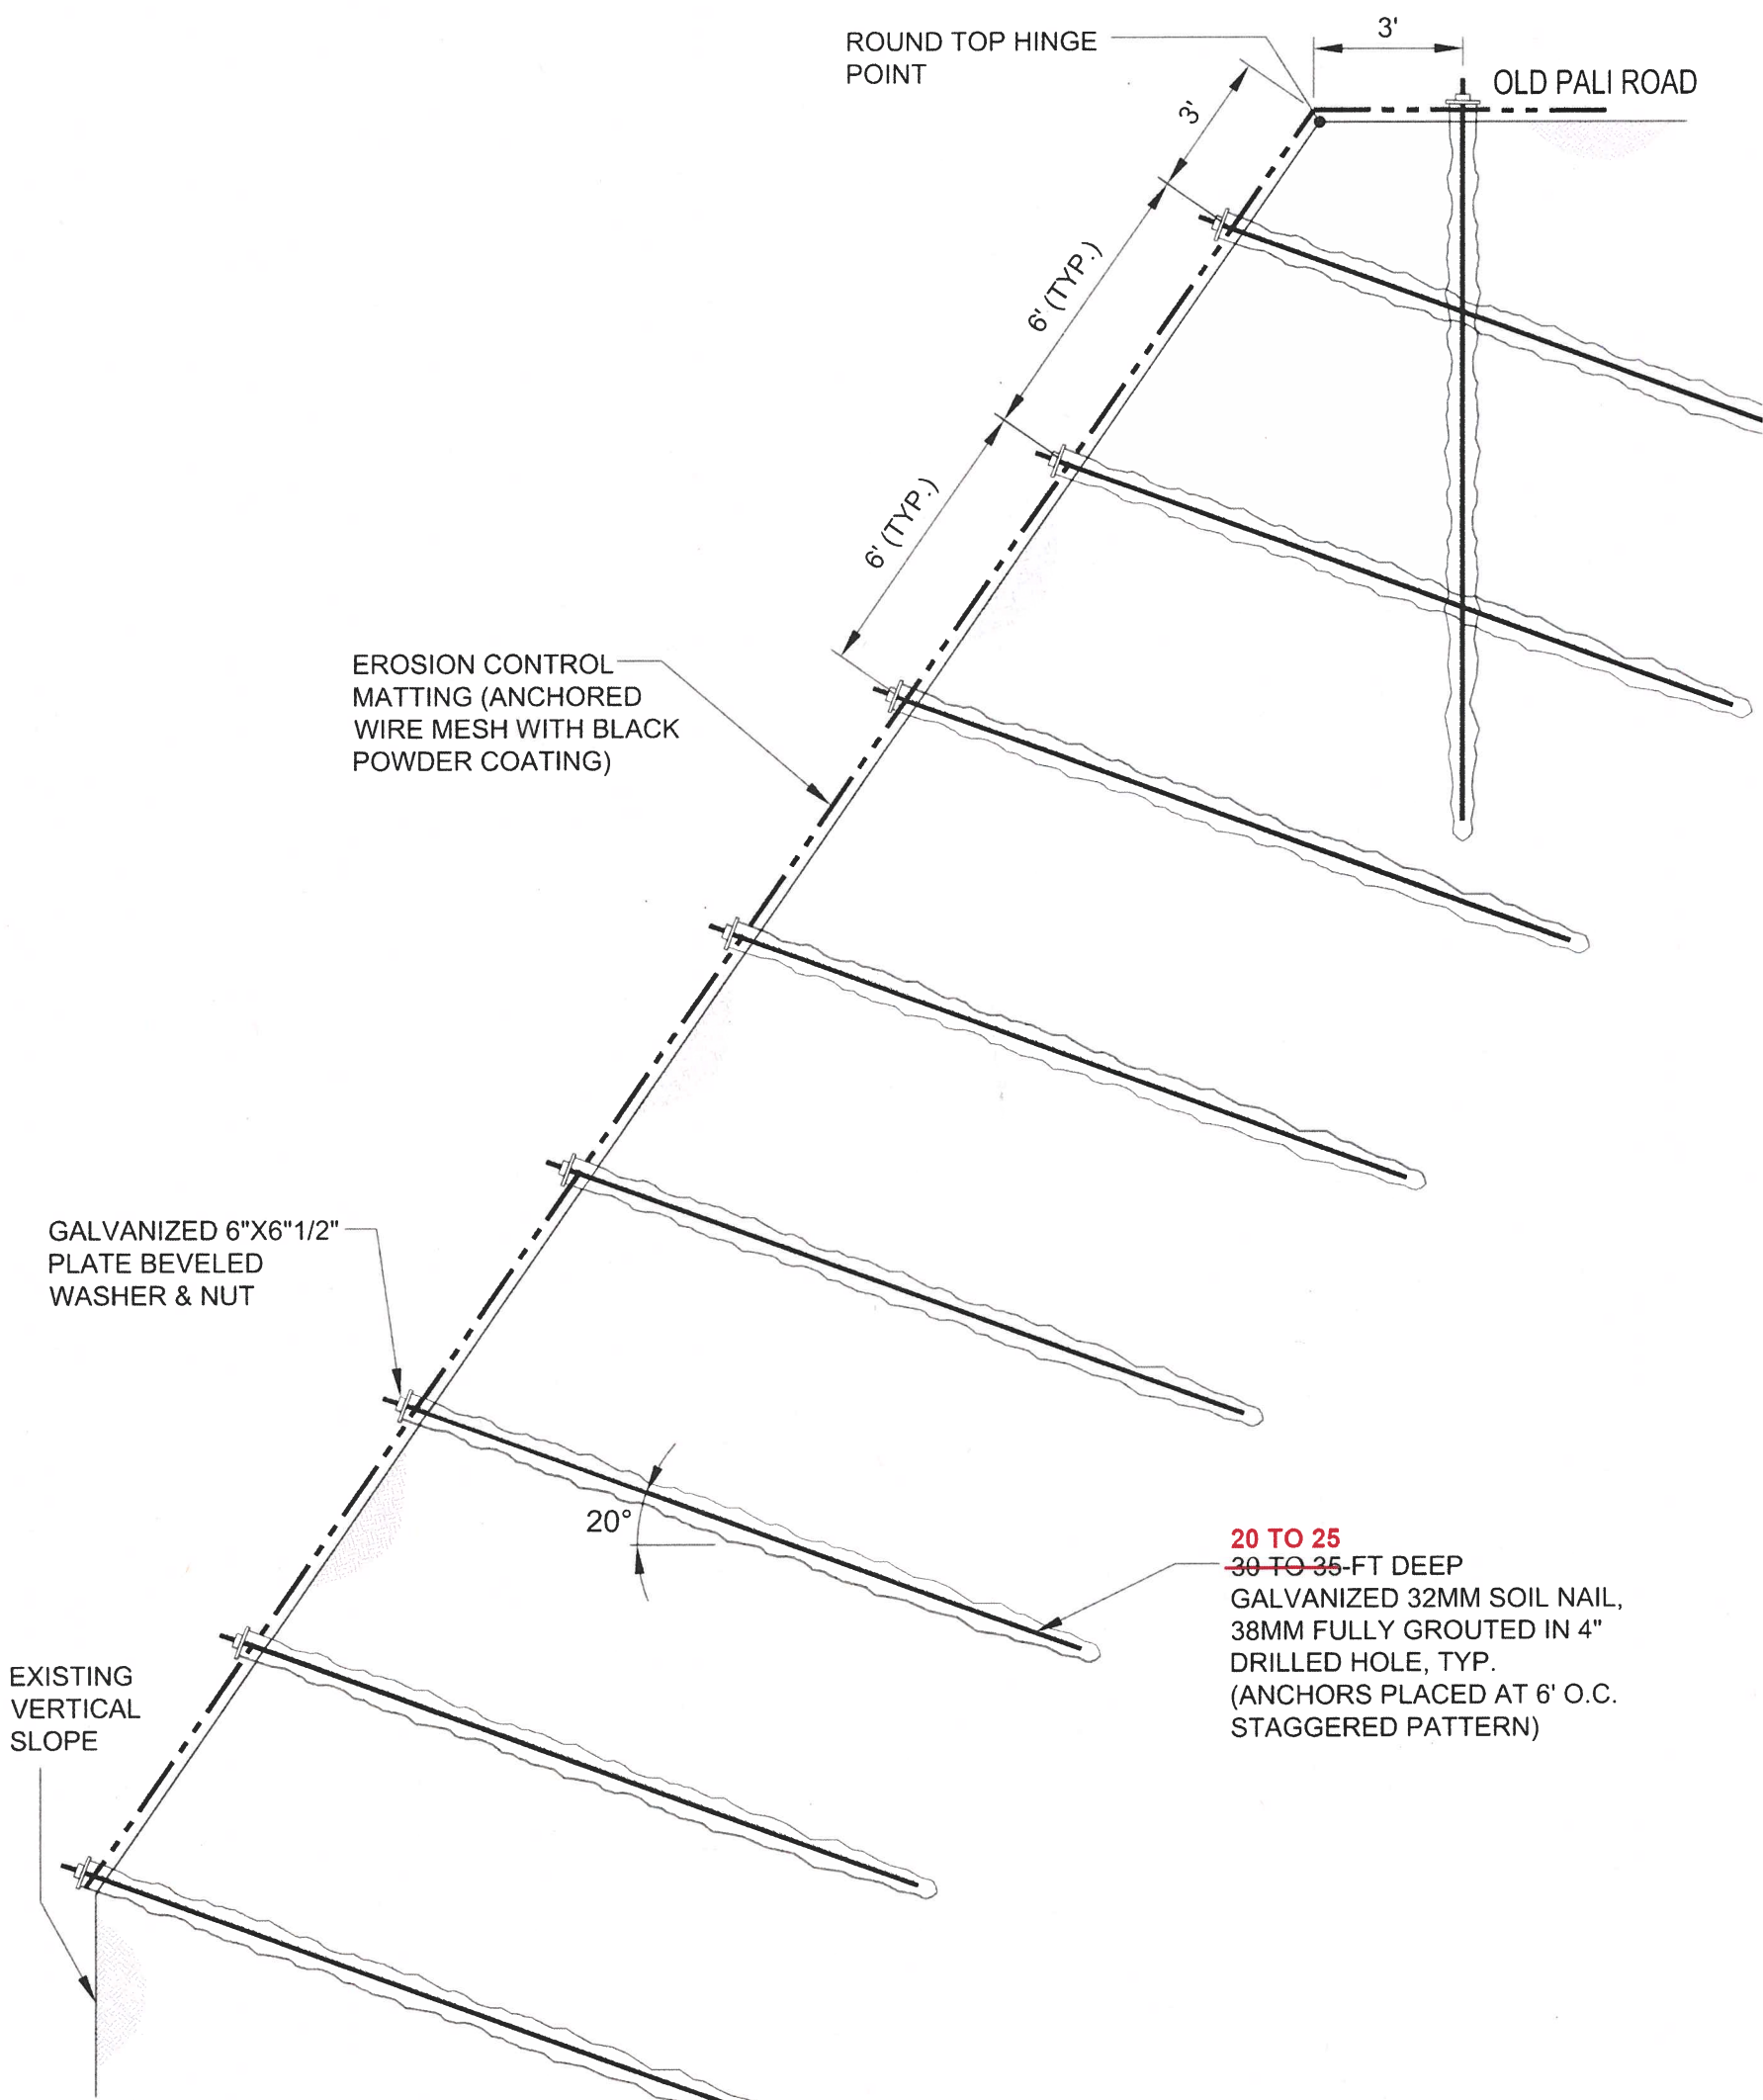 ROUND TOP HINGE
POINT
3'
OLD PALI ROAD
3'
6' (TYP.)
6' (TYP.)
EROSION CONTROL
MATTING (ANCHORED
WIRE MESH WITH BLACK
POWDER COATING)
GALVANIZED 6"X6"1/2"
PLATE BEVELED
WASHER & NUT
20°
20 TO 25
30 TO 35-FT DEEP
GALVANIZED 32MM SOIL NAIL,
38MM FULLY GROUTED IN 4"
DRILLED HOLE, TYP.
(ANCHORS PLACED AT 6' O.C.
STAGGERED PATTERN)
EXISTING
VERTICAL
SLOPE